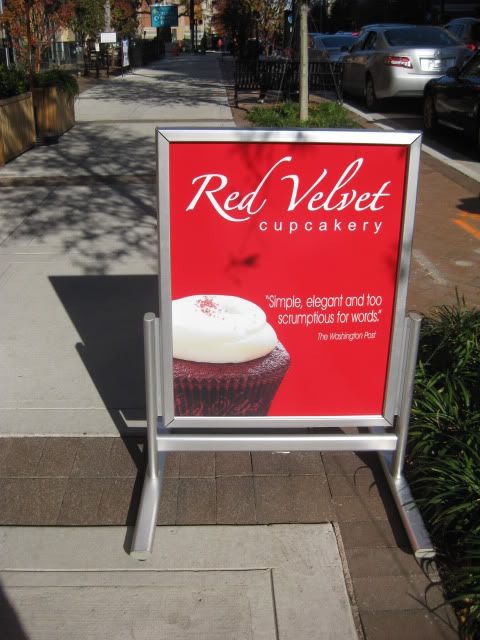 Red Velvet
cupcakery
"Simple, elegant and too
scrumptious for words."
The Washington Post